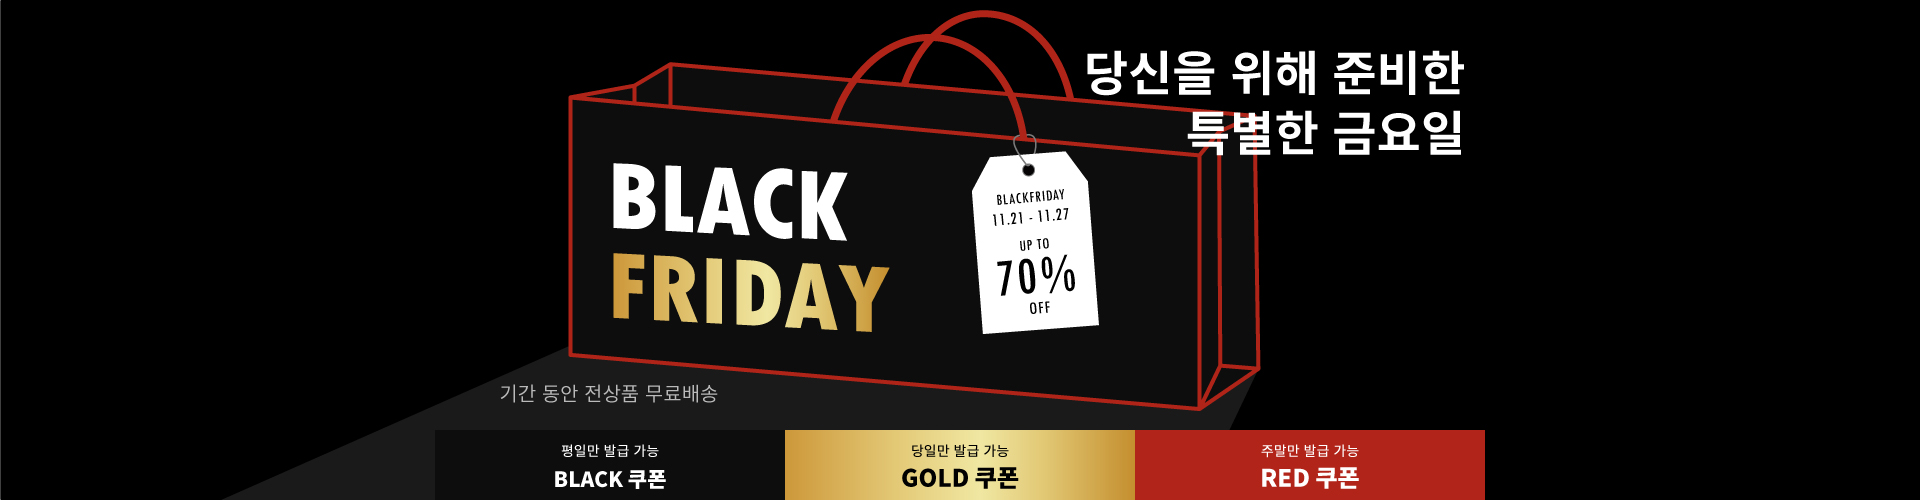 당신을 위해 준비한
특별한 금요일
BLACK
FRIDAY
BLACKFRIDAY
11.21 - 11.27
UP TO
70%
OFF
기간 동안 전상품 무료배송
평일만 발급 가능
BLACK 쿠폰
당일만 발급 가능
GOLD 쿠폰
주말만 발급 가능
RED 쿠폰